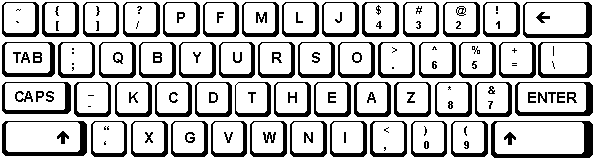 ~ ` { [ } ] ? / P F M L J $ 4 # 3 @ 2 ! 1 ←
TAB : ; Q B Y U R S O > . ^ 6 % 5 + = | \
CAPS _ - K C D T H E A Z * 8 & 7 ENTER
↑ “ ‘ X G V W N I < , ) 0 ( 9 ↑